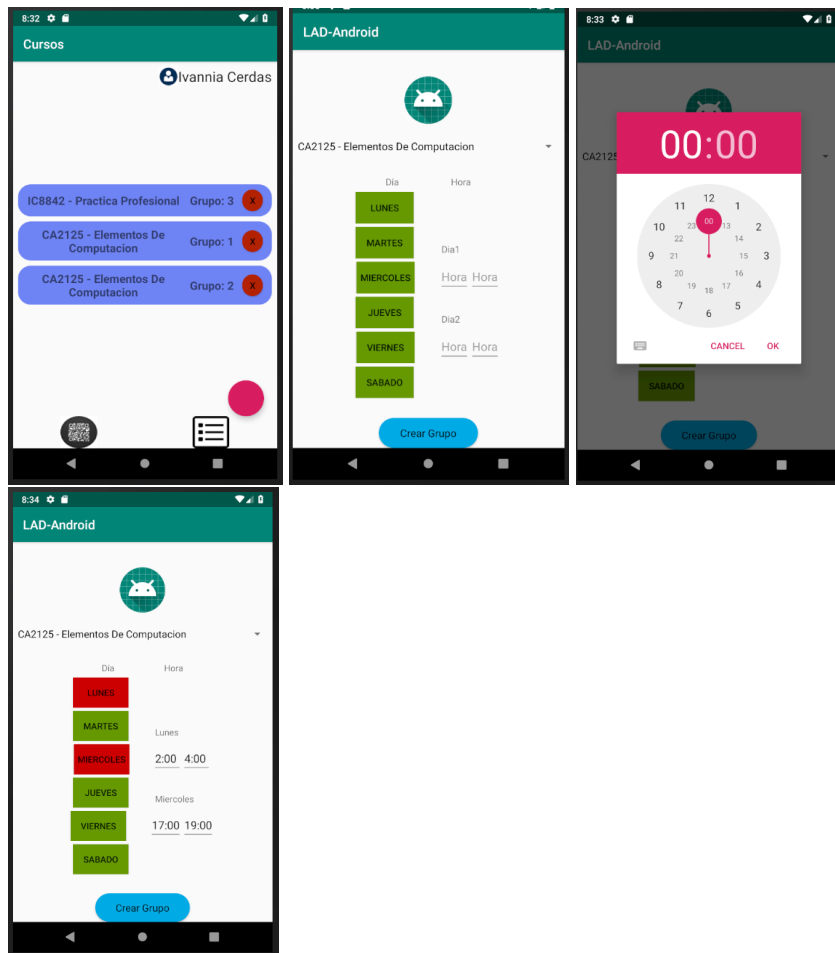 8:32
Cursos
Ivannia Cerdas
IC8842 - Practica Profesional Grupo: 3 X
CA2125 - Elementos De
Computacion
Grupo: 1 X
CA2125 - Elementos De
Computacion
Grupo: 2 X
LAD-Android
CA2125 - Elementos De Computacion
Día Hora
LUNES
MARTES
Dia1
MIERCOLES Hora Hora
JUEVES
Dia2
VIERNES Hora Hora
SABADO
Crear Grupo
8:33
LAD-Android
CA2125
00:00
12
11 1
00
23 13
10 2
22 14
9 21 15 3
20 16
8 4
19 17
18
7 5
6
CANCEL OK
SABADO
Crear Grupo
8:34
LAD-Android
CA2125 - Elementos De Computacion
Día Hora
LUNES
MARTES
Lunes
MIERCOLES 2:00 4:00
JUEVES
Miercoles
VIERNES 17:00 19:00
SABADO
Crear Grupo